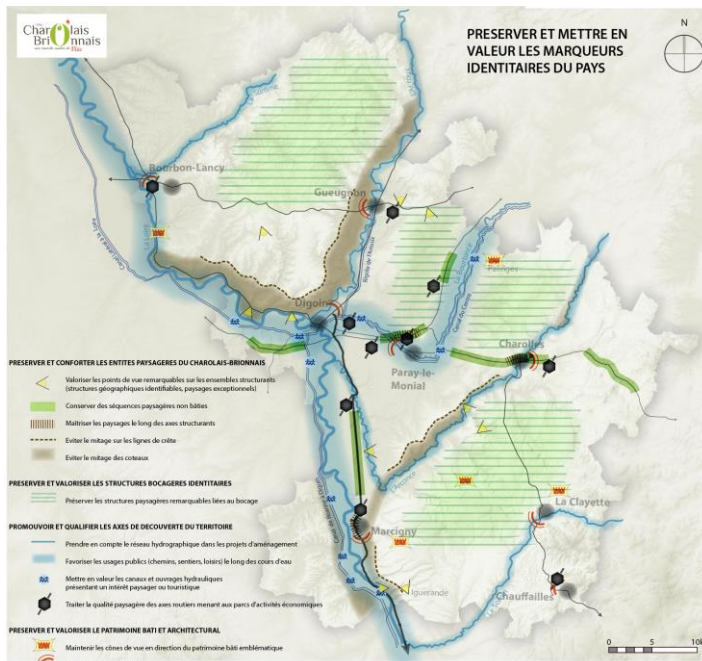 PAYS
Charolais
Brionnais
PRESERVER ET METTRE EN
VALEUR LES MARQUEURS
IDENTITAIRES DU PAYS
N
Bourbon-Lancy
Gueugnon
Digoin
Palinges
Paray-le-Monial
Charolles
La Clayette
Marcigny
Iguerande
Chauffailles
PRESERVER ET CONFORTER LES ENTITES PAYSAGERES DU CHAROLAIS-BRIONNAIS
Valoriser les points de vue remarquables sur les ensembles structurants
(structures géographiques identifiables, paysages exceptionnels)
Conserver des séquences paysagères non bâties
Maîtriser les paysages le long des axes structurants
Eviter le mitage sur les lignes de crête
Eviter le mitage des coteaux
PRESERVER ET VALORISER LES STRUCTURES BOCAGERES IDENTITAIRES
Préserver les structures paysagères remarquables liées au bocage
PROMOUVOIR ET QUALIFIER LES AXES DE DECOUVERTE DU TERRITOIRE
Prendre en compte le réseau hydrographique dans les projets d'aménagement
Favoriser les usages publics (chemins, sentiers, loisirs) le long des cours d'eau
Mettre en valeur les canaux et ouvrages hydrauliques
présentant un intérêt paysager ou touristique
Traiter la qualité paysagère des axes routiers menant aux parcs d'activités économiques
PRESERVER ET VALORISER LE PATRIMOINE BATI ET ARCHITECTURAL
Maintenir les cônes de vue en direction du patrimoine bâti emblématique
0 5 10k